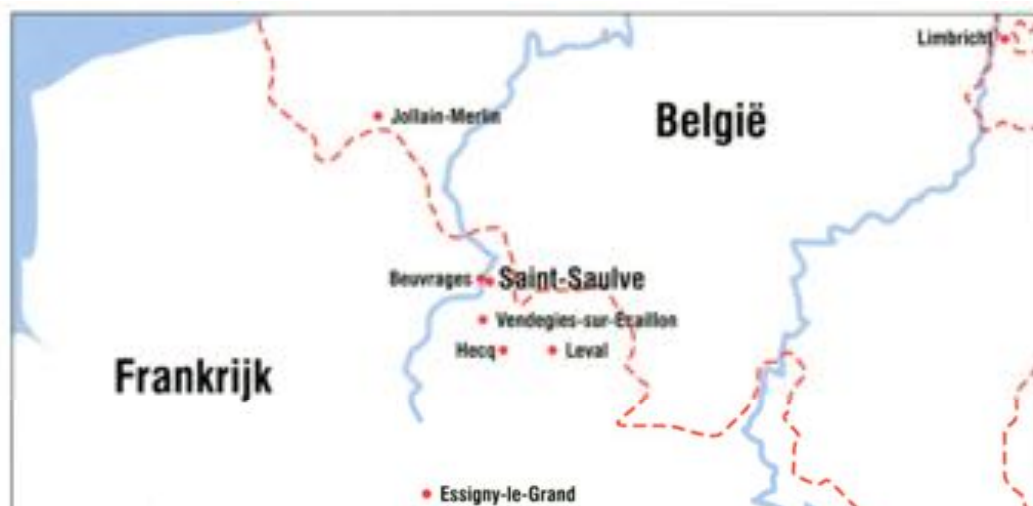 Limbricht
Jollain-Merlin
België
Beuvrages
Saint-Saulve
Vendegies-sur-Ecaillon
Hecq
Leval
Frankrijk
Essigny-le-Grand